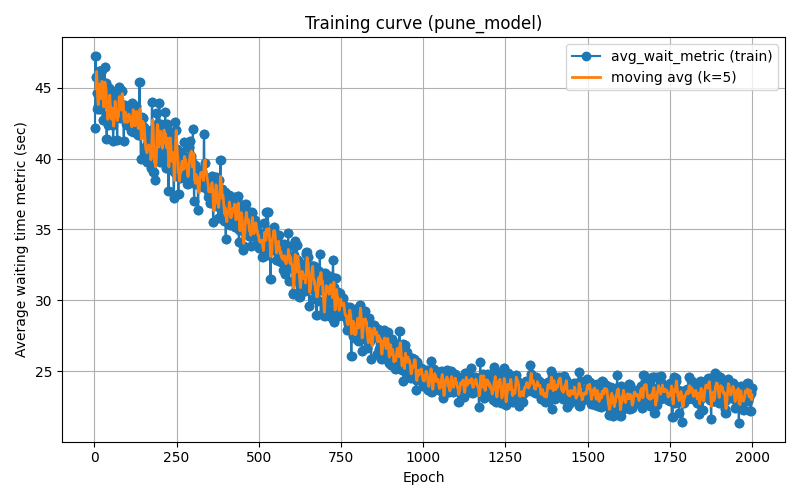 Training curve (pune_model)
avg_wait_metric (train)
moving avg (k=5)
Average waiting time metric (sec)
45
40
35
30
25
0 250 500 750 1000 1250 1500 1750 2000
Epoch